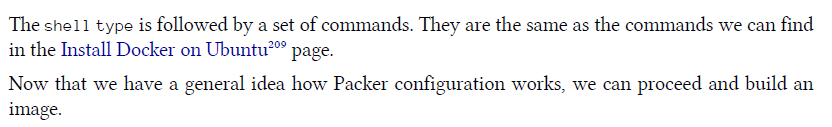 The shell type is followed by a set of commands. They are the same as the commands we can find
in the Install Docker on Ubuntu²⁰⁹ page.
Now that we have a general idea how Packer configuration works, we can proceed and build an
image.